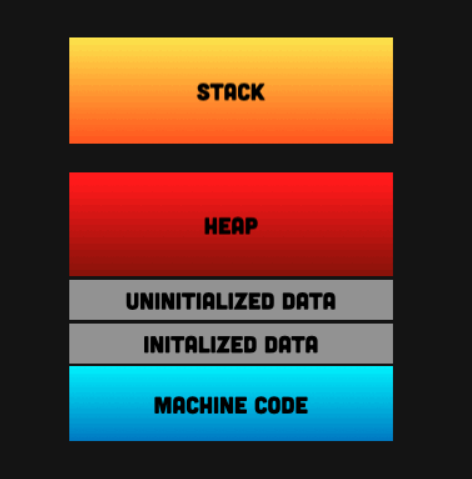 STACK
HEAP
UNINITIALIZED DATA
INITALIZED DATA
MACHINE CODE